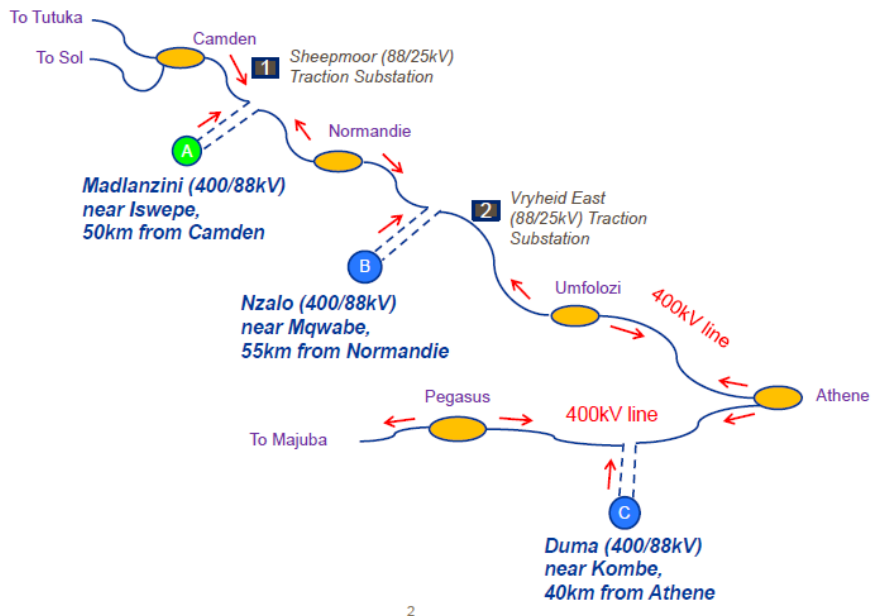 To Tutuka
Camden
To Sol
1
Sheepmoor (88/25kV)
Traction Substation
A
Normandie
Madlanzini (400/88kV)
near Iswepe,
50km from Camden
2
Vryheid East
(88/25kV) Traction
Substation
B
Nzalo (400/88kV)
near Mqwabe,
55km from Normandie
Umfolozi
400kV line
Athene
Pegasus
400kV line
To Majuba
C
Duma (400/88kV)
near Kombe,
40km from Athene
2